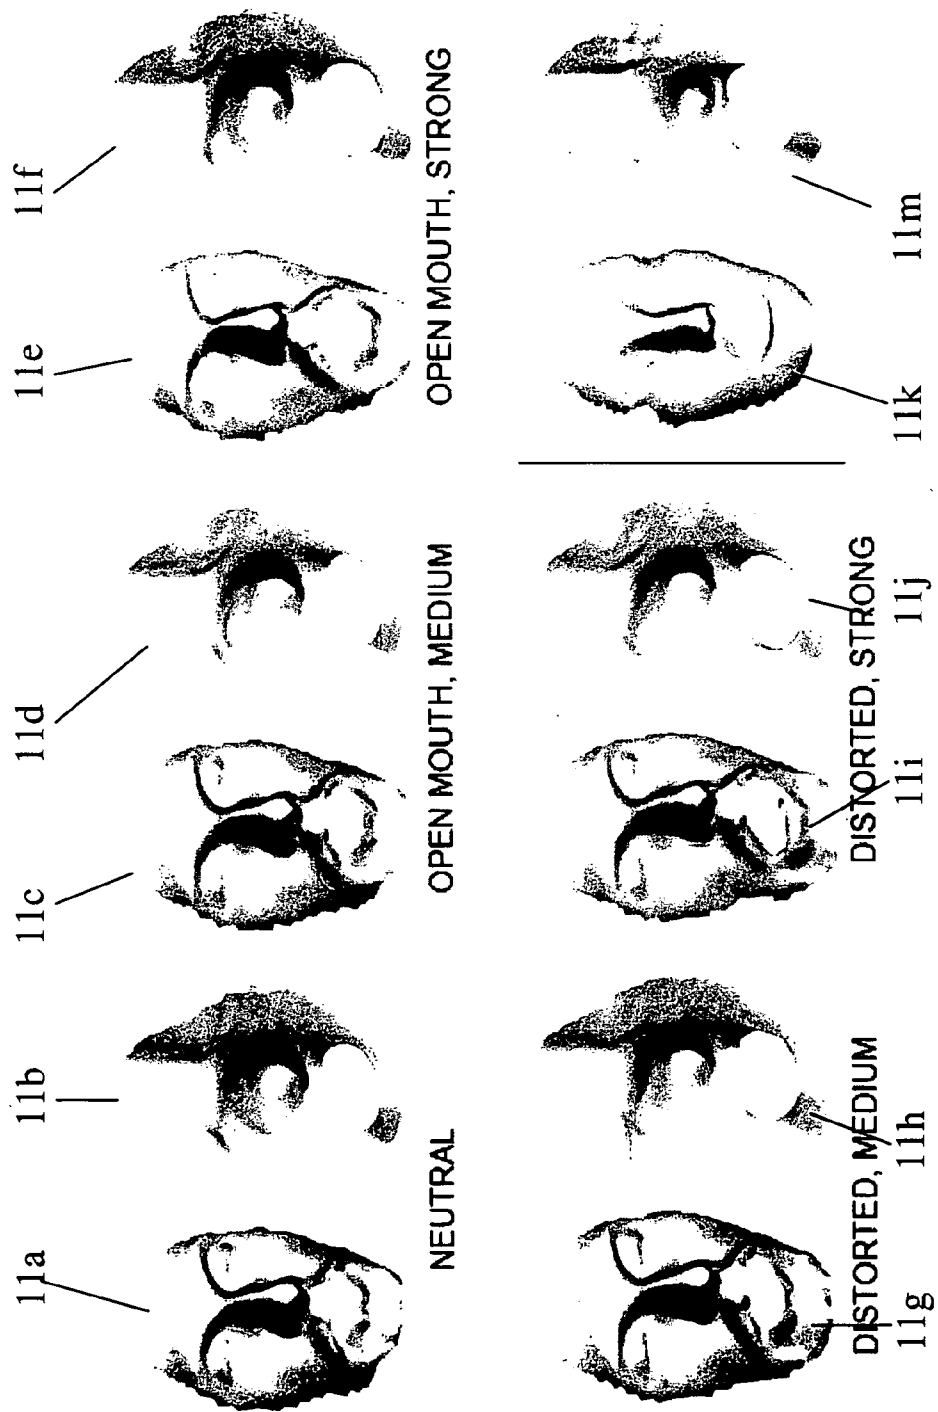 11a
11b
11c
11d
11e
11f
NEUTRAL
OPEN MOUTH, MEDIUM
OPEN MOUTH, STRONG
DISTORTED, MEDIUM
DISTORTED, STRONG
11g
11h
11i
11j
11k
11m